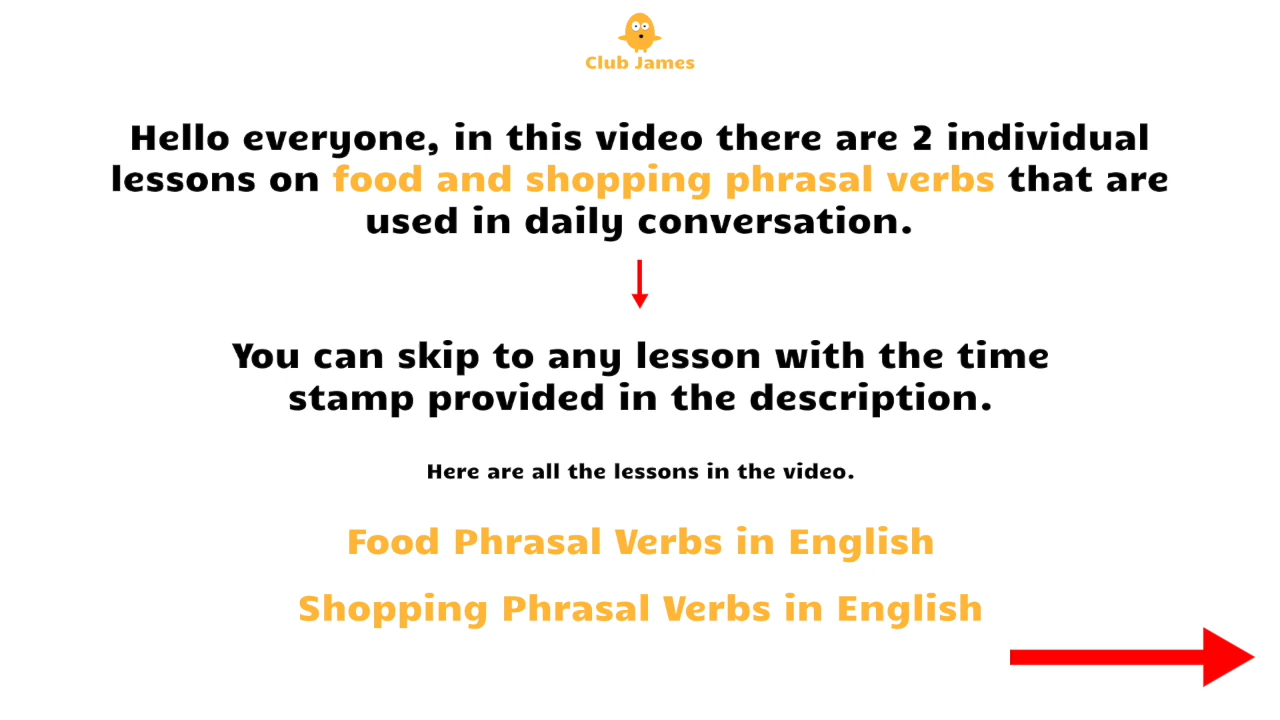 Club James
Hello everyone, in this video there are 2 individual
lessons on food and shopping phrasal verbs that are
used in daily conversation.
You can skip to any lesson with the time
stamp provided in the description.
Here are all the lessons in the video.
Food Phrasal Verbs in English
Shopping Phrasal Verbs in English